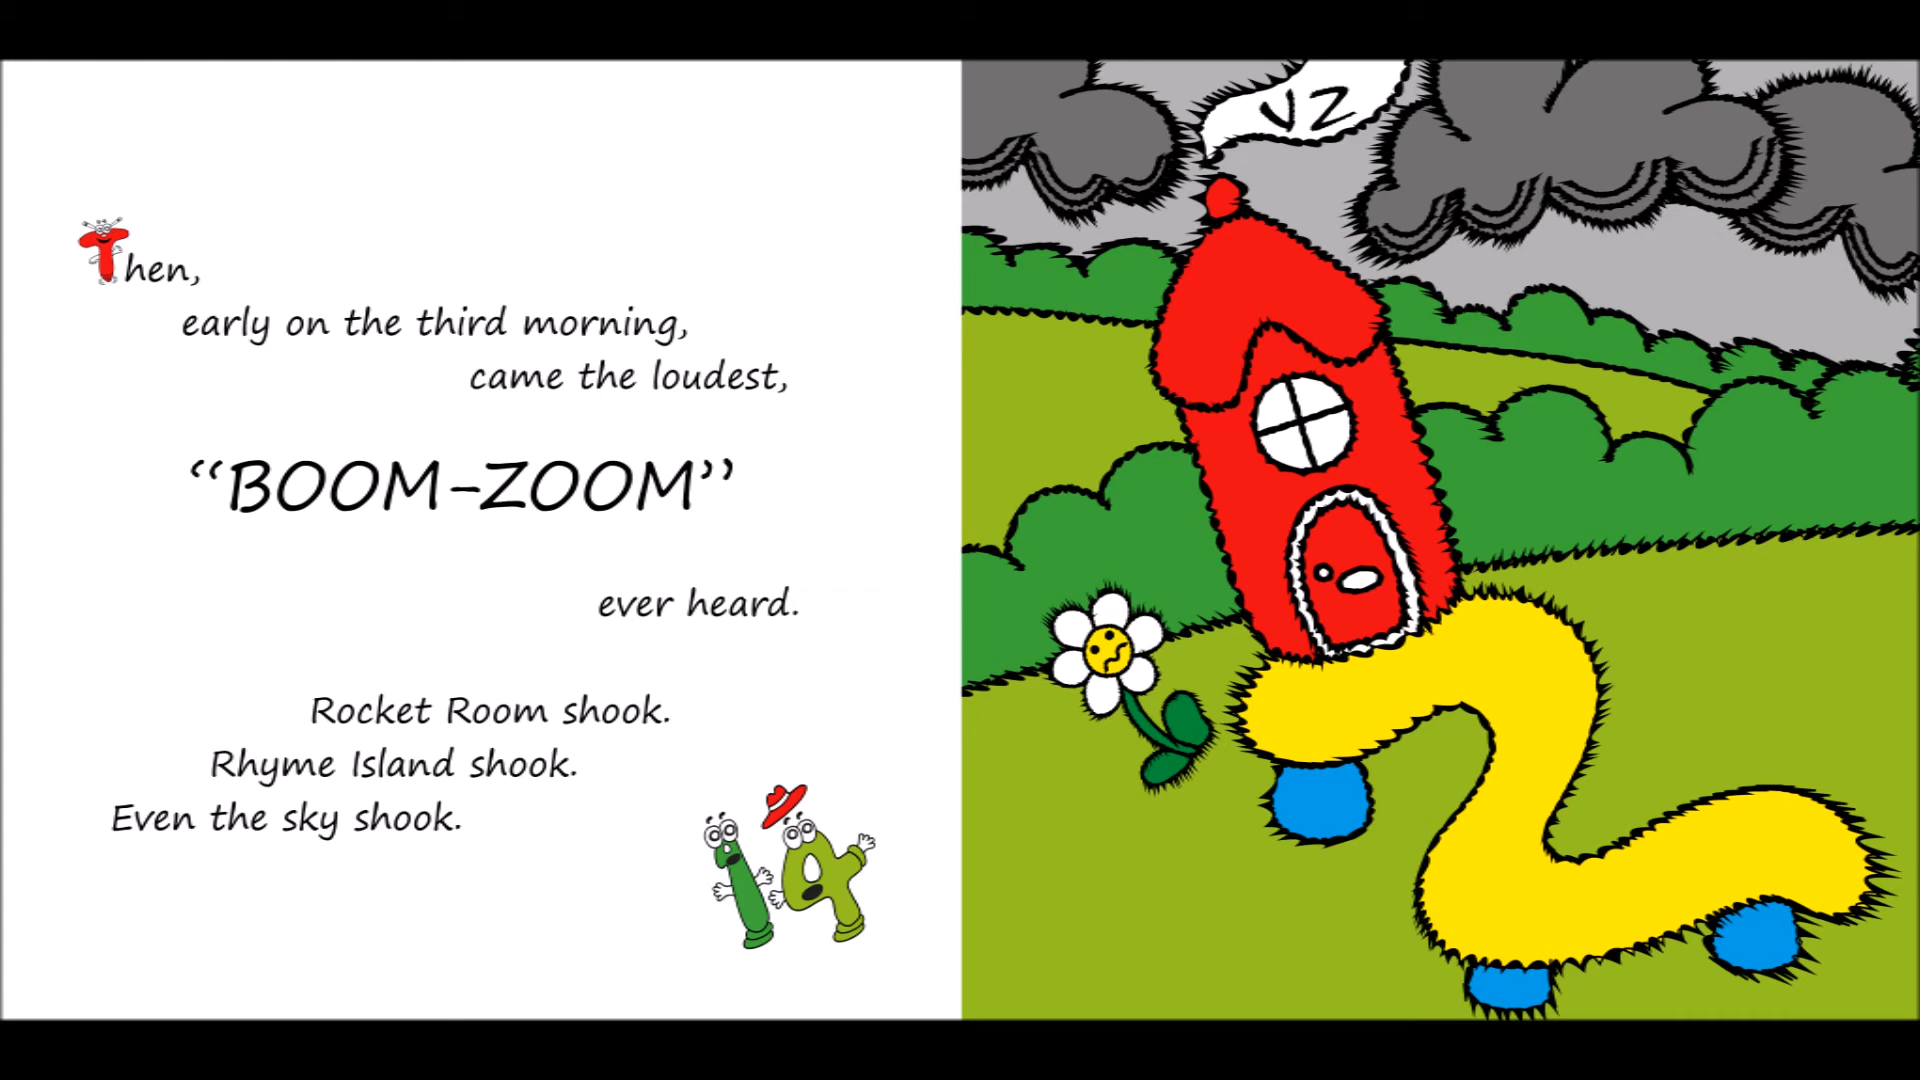 Then,
early on the third morning,
came the loudest,
“BOOM-ZOOM”
ever heard.
Rocket Room shook.
Rhyme Island shook.
Even the sky shook.
14
VZ